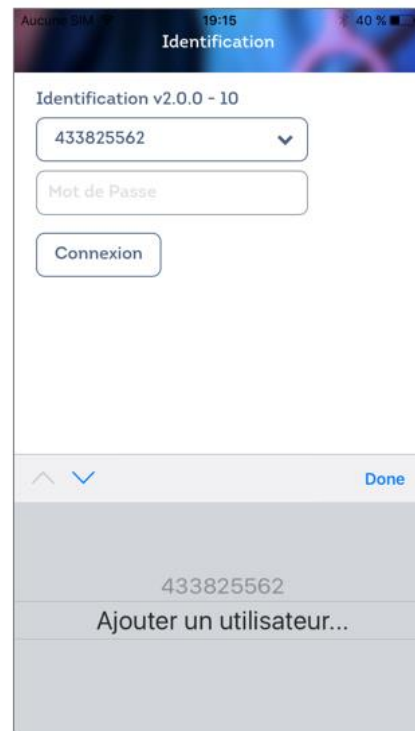 Aucune SIM 19:15 40 %
Identification
Identification v2.0.0 - 10
433825562
Mot de Passe
Connexion
Done
433825562
Ajouter un utilisateur...